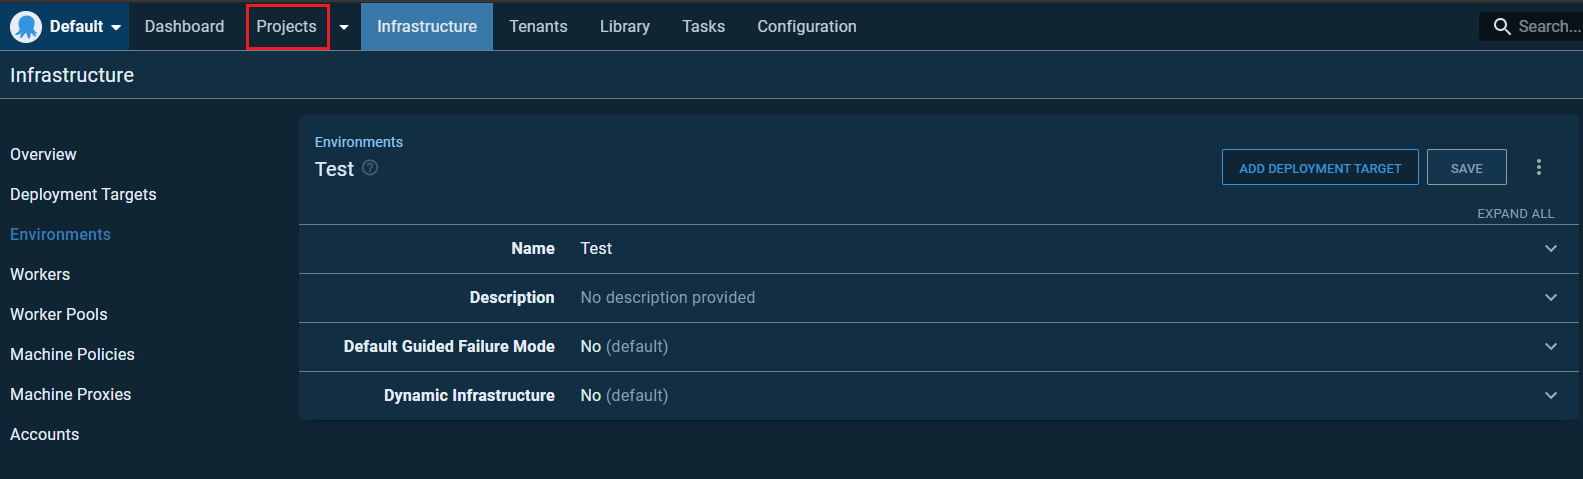 Default Dashboard Projects Infrastructure Tenants Library Tasks Configuration Search...
Infrastructure
Overview
Deployment Targets
Environments
Workers
Worker Pools
Machine Policies
Machine Proxies
Accounts
Environments
Test ?
ADD DEPLOYMENT TARGET SAVE
EXPAND ALL
Name Test
Description No description provided
Default Guided Failure Mode No (default)
Dynamic Infrastructure No (default)